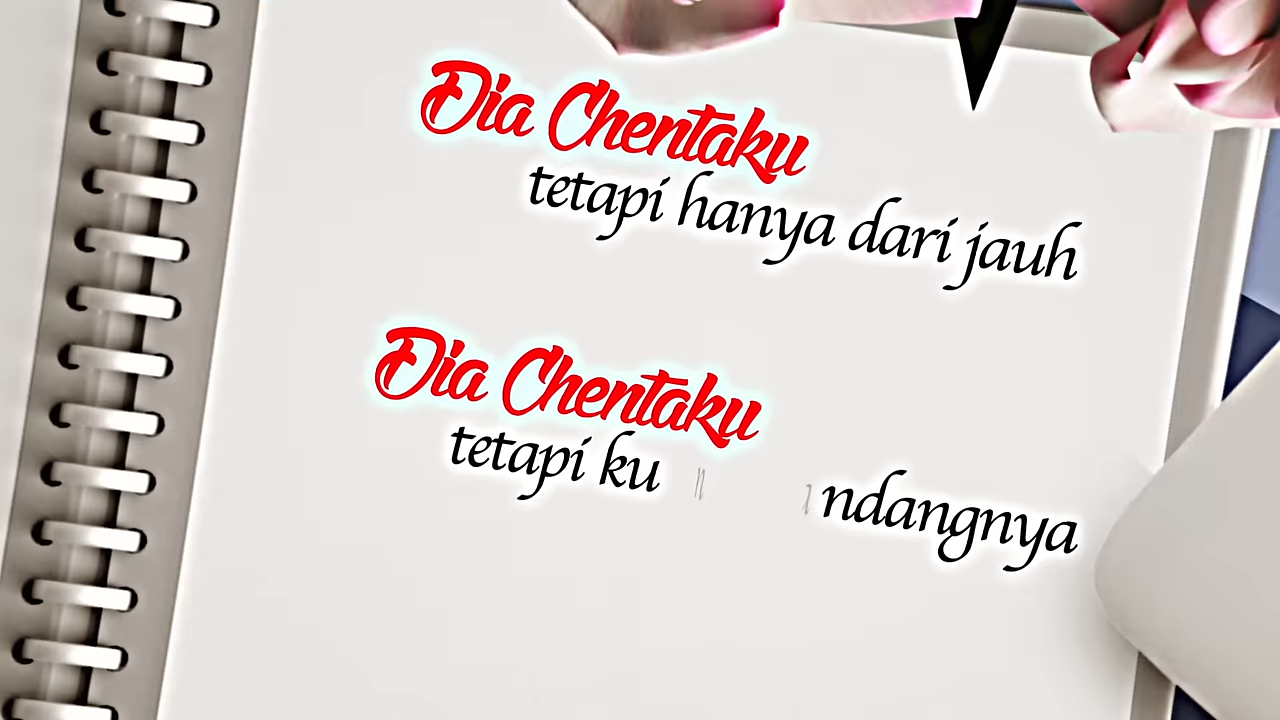 Dia Chentaku
tetapi hanya dari jauh
Dia Chentaku
tetapi ku ndangnya